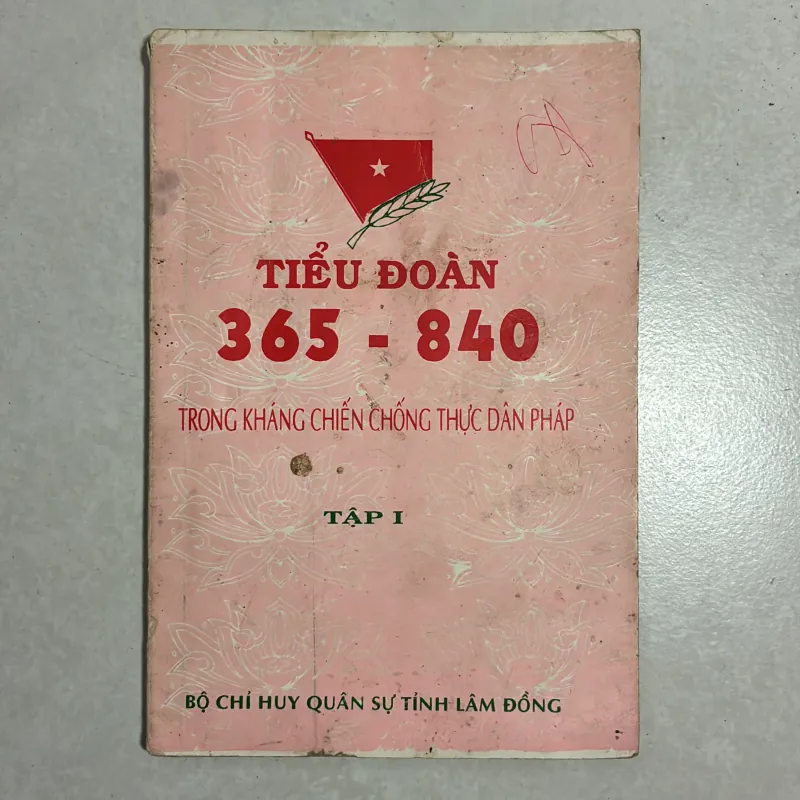 TIỂU ĐOÀN
365 - 840
TRONG KHÁNG CHIẾN CHỐNG THỰC DÂN PHÁP
TẬP I
BỘ CHỈ HUY QUÂN SỰ TỈNH LÂM ĐỒNG